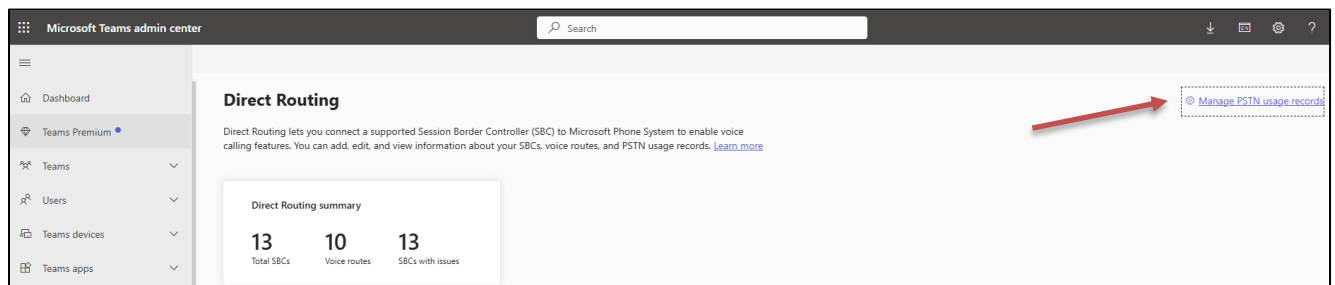 Microsoft Teams admin center
Search
Dashboard
Teams Premium
Teams
Users
Teams devices
Teams apps
Direct Routing
Manage PSTN usage records
Direct Routing lets you connect a supported Session Border Controller (SBC) to Microsoft Phone System to enable voice
calling features. You can add, edit, and view information about your SBCs, voice routes, and PSTN usage records. Learn more
Direct Routing summary
13 10 13
Total SBCs Voice routes SBCs with issues